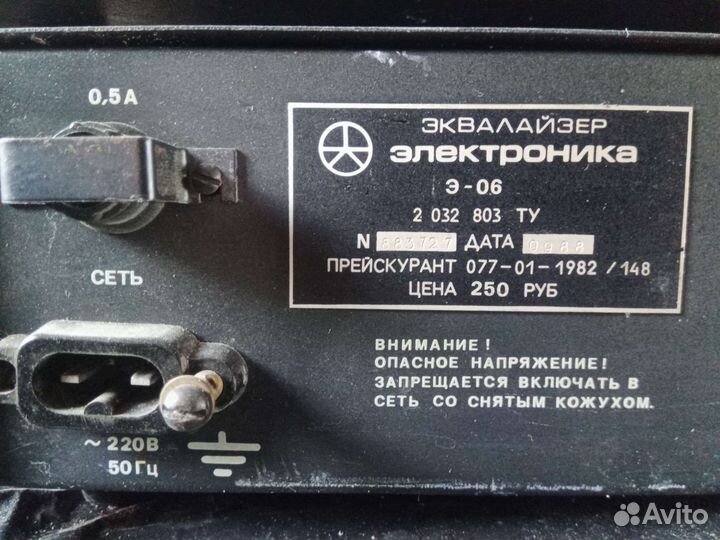 0,5А
СЕТЬ
~ 220В
50Гц
ЭКВАЛАЙЗЕР
электроника
Э-06
2 032 803 ТУ
N 883727 ДАТА 0988
ПРЕЙСКУРАНТ 077-01-1982 /148
ЦЕНА 250 РУБ
ВНИМАНИЕ!
ОПАСНОЕ НАПРЯЖЕНИЕ!
ЗАПРЕЩАЕТСЯ ВКЛЮЧАТЬ В
СЕТЬ СО СНЯТЫМ КОЖУХОМ.
Avito